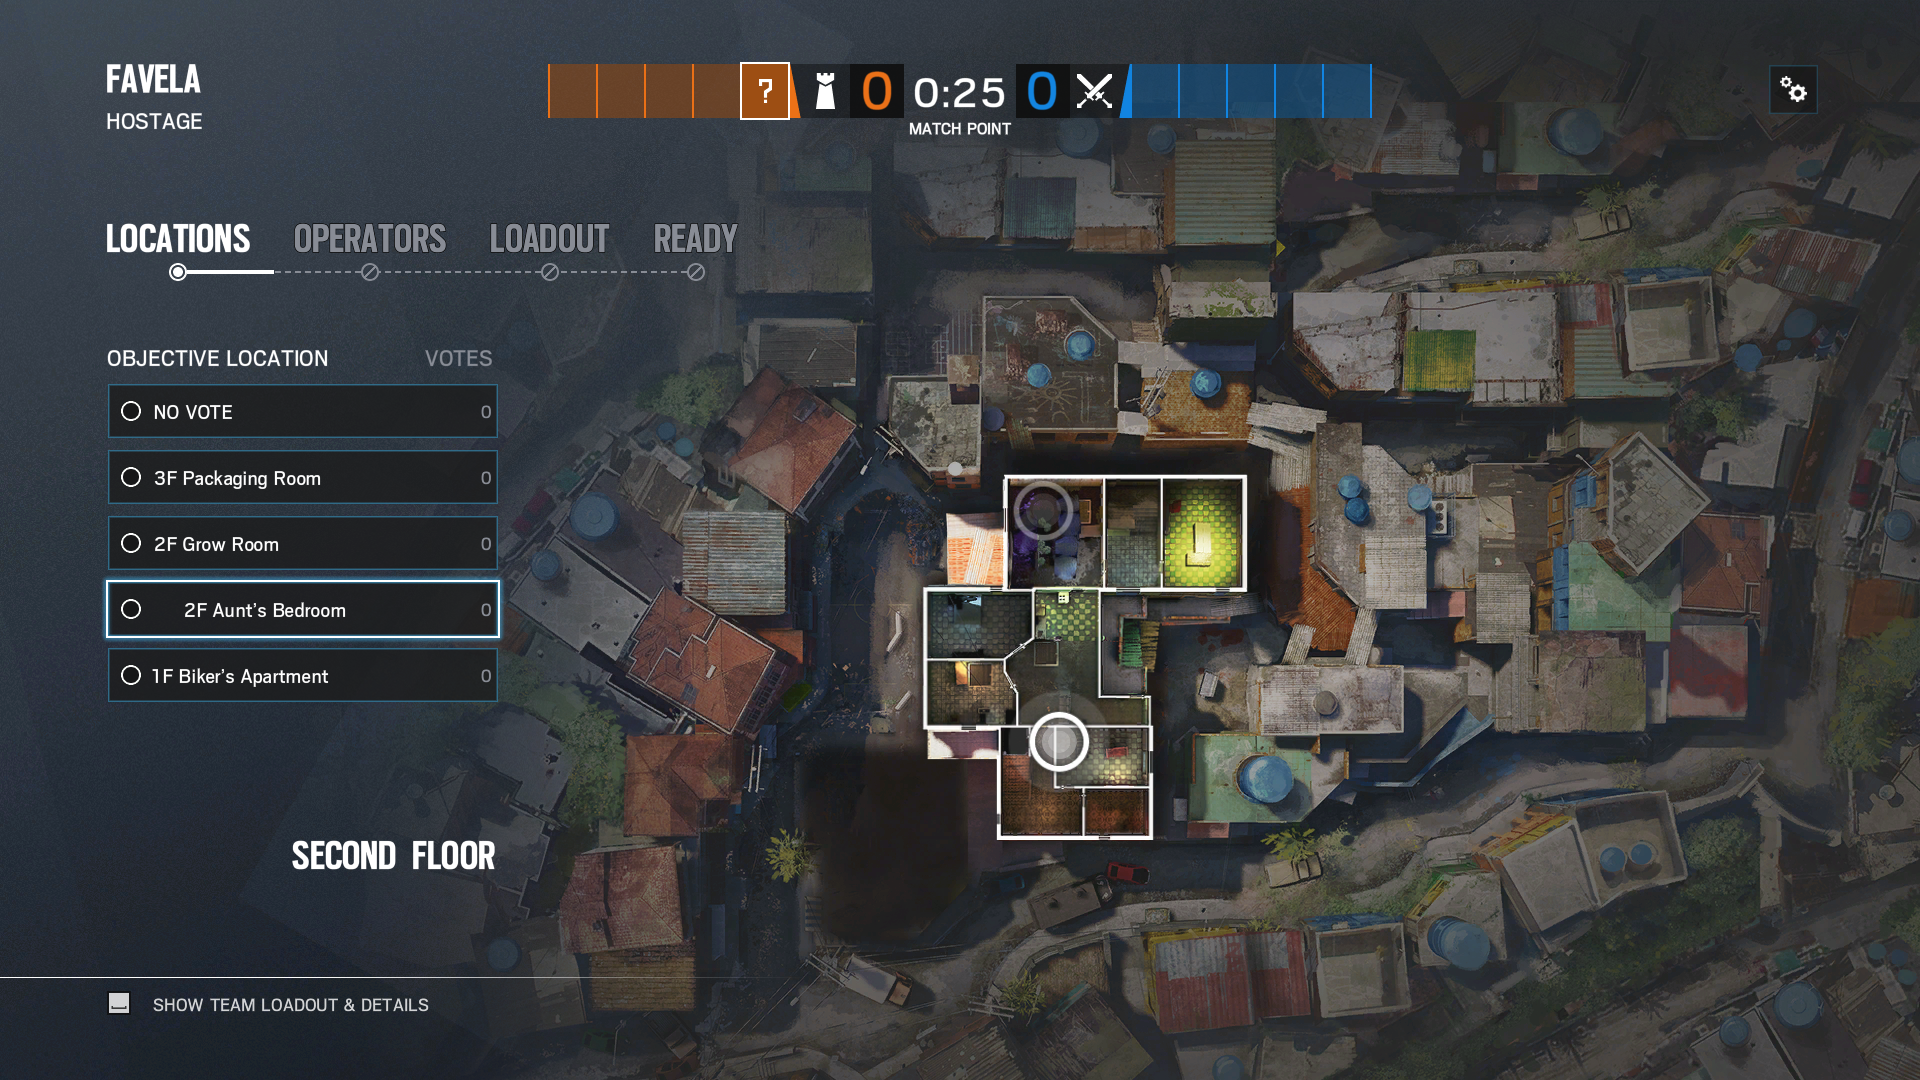 FAVELA
HOSTAGE
? 0 0:25 0
MATCH POINT
LOCATIONS OPERATORS LOADOUT READY
OBJECTIVE LOCATION VOTES
NO VOTE 0
3F Packaging Room 0
2F Grow Room 0
2F Aunt's Bedroom 0
1F Biker's Apartment 0
SECOND FLOOR
SHOW TEAM LOADOUT & DETAILS